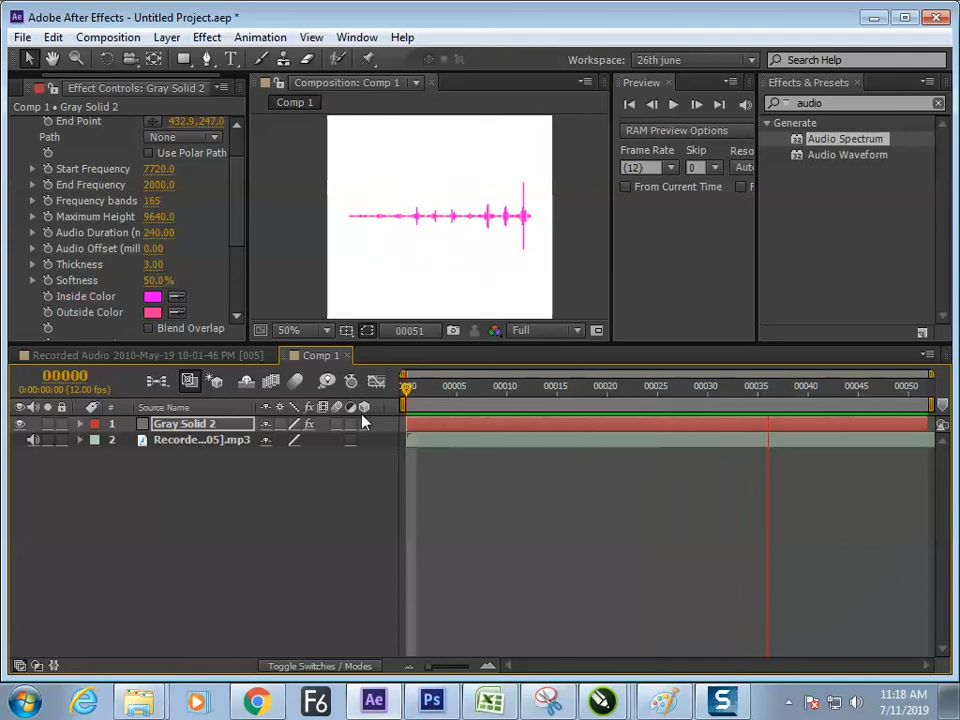 Ae Adobe After Effects - Untitled Project.aep *
File Edit Composition Layer Effect Animation View Window Help
Workspace: 26th june Search Help
Effect Controls: Gray Solid 2
Composition: Comp 1
Preview
Effects & Presets
Comp 1 • Gray Solid 2
Comp 1
audio
End Point 432.9,247.0
Path None
Use Polar Path
Start Frequency 7720.0
End Frequency 2000.0
Frequency bands 165
Maximum Height 9640.0
Audio Duration (n 240.00
Audio Offset (mill 0.00
Thickness 3.00
Softness 50.0%
Inside Color
Outside Color
Blend Overlap
RAM Preview Options
Frame Rate Skip Reso
(12) 0 Aut
From Current Time F
Generate
32 Audio Spectrum
32 Audio Waveform
50% 00051 Full
Recorded Audio 2010-May-19 10-01-46 PM [005]
Comp 1
00000
0:00:00:00 (12.00 fps)
# Source Name fx
00005 00010 00015 00020 00025 00030 00035 00040 00045 00050
1 Gray Solid 2 fx
2 Recorde...05].mp3
Toggle Switches / Modes
F6 Ae Ps S
11:18 AM
7/11/2019